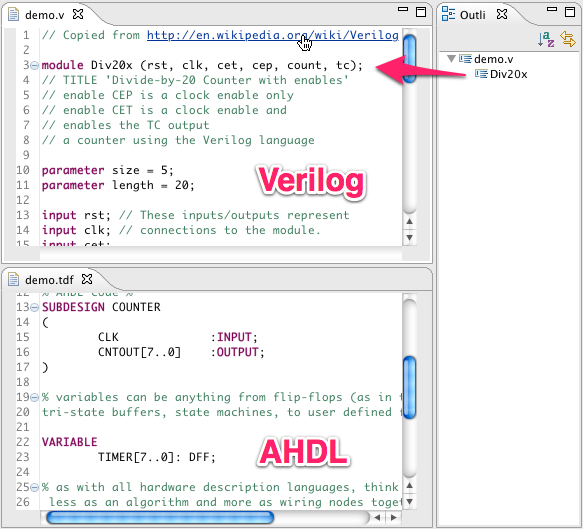 demo.v
1 // Copied from http://en.wikipedia.org/wiki/Verilog
2
3 module Div20x (rst, clk, cet, cep, count, tc);
4 // TITLE 'Divide-by-20 Counter with enables'
5 // enable CEP is a clock enable only
6 // enable CET is a clock enable and
7 // enables the TC output
8 // a counter using the Verilog language
9
10 parameter size = 5;
11 parameter length = 20;
12
13 input rst; // These inputs/outputs represent
14 input clk; // connections to the module.
15 input cet;
Verilog
Outli
demo.v
Div20x
demo.tdf
12 % AHDL code %
13 SUBDESIGN COUNTER
14 (
15 CLK :INPUT;
16 CNTOUT[7..0] :OUTPUT;
17 )
18
19 % variables can be anything from flip-flops (as in
20 tri-state buffers, state machines, to user defined
21
22 VARIABLE
23 TIMER[7..0]: DFF;
24
25 % as with all hardware description languages, think
26 less as an algorithm and more as wiring nodes toget
AHDL